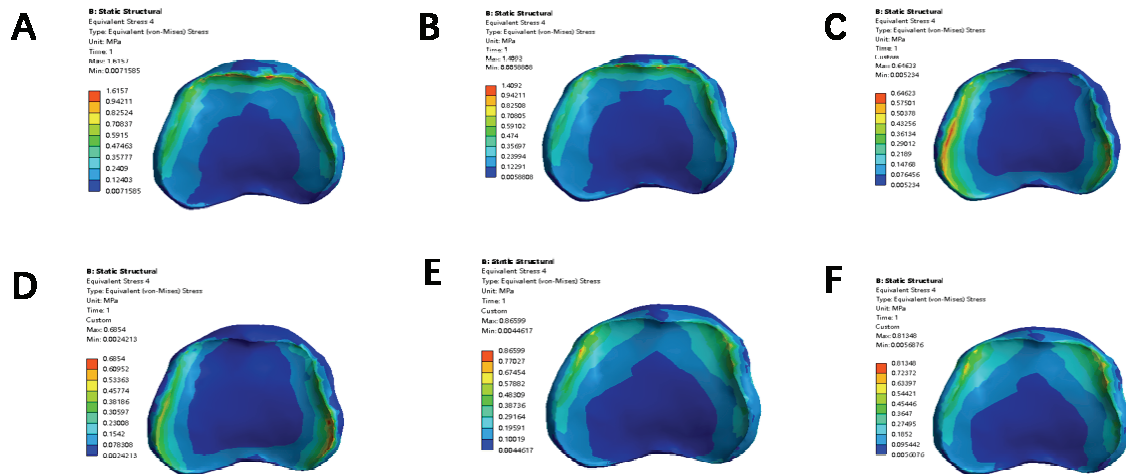 A
B: Static Structural
Equivalent Stress 4
Type: Equivalent (von-Mises) Stress
Unit: MPa
Time: 1
Max: 1.6157
Min: 0.0071585
1.6157
0.94211
0.82524
0.70837
0.5915
0.47463
0.35777
0.2409
0.12403
0.0071585
B
B: Static Structural
Equivalent Stress 4
Type: Equivalent (von-Mises) Stress
Unit: MPa
Time: 1
Max: 1.4092
Min: 0.0058808
1.4092
0.94211
0.82508
0.70805
0.59102
0.474
0.35697
0.23994
0.12291
0.0058808
C
B: Static Structural
Equivalent Stress 4
Type: Equivalent (von-Mises) Stress
Unit: MPa
Time: 1
Custom
Max: 0.64623
Min: 0.005234
0.64623
0.57501
0.50378
0.43256
0.36134
0.29012
0.2189
0.14768
0.076456
0.005234
D
B: Static Structural
Equivalent Stress 4
Type: Equivalent (von-Mises) Stress
Unit: MPa
Time: 1
Custom
Max: 0.6854
Min: 0.0024213
0.6854
0.60952
0.53363
0.45774
0.38186
0.30597
0.23008
0.1542
0.078308
0.0024213
E
B: Static Structural
Equivalent Stress 4
Type: Equivalent (von-Mises) Stress
Unit: MPa
Time: 1
Custom
Max: 0.86599
Min: 0.0044617
0.86599
0.77027
0.67454
0.57882
0.48309
0.38736
0.29164
0.19591
0.10019
0.0044617
F
B: Static Structural
Equivalent Stress 4
Type: Equivalent (von-Mises) Stress
Unit: MPa
Time: 1
Custom
Max: 0.81348
Min: 0.0056876
0.81348
0.72372
0.63397
0.54421
0.45446
0.3647
0.27495
0.1852
0.095442